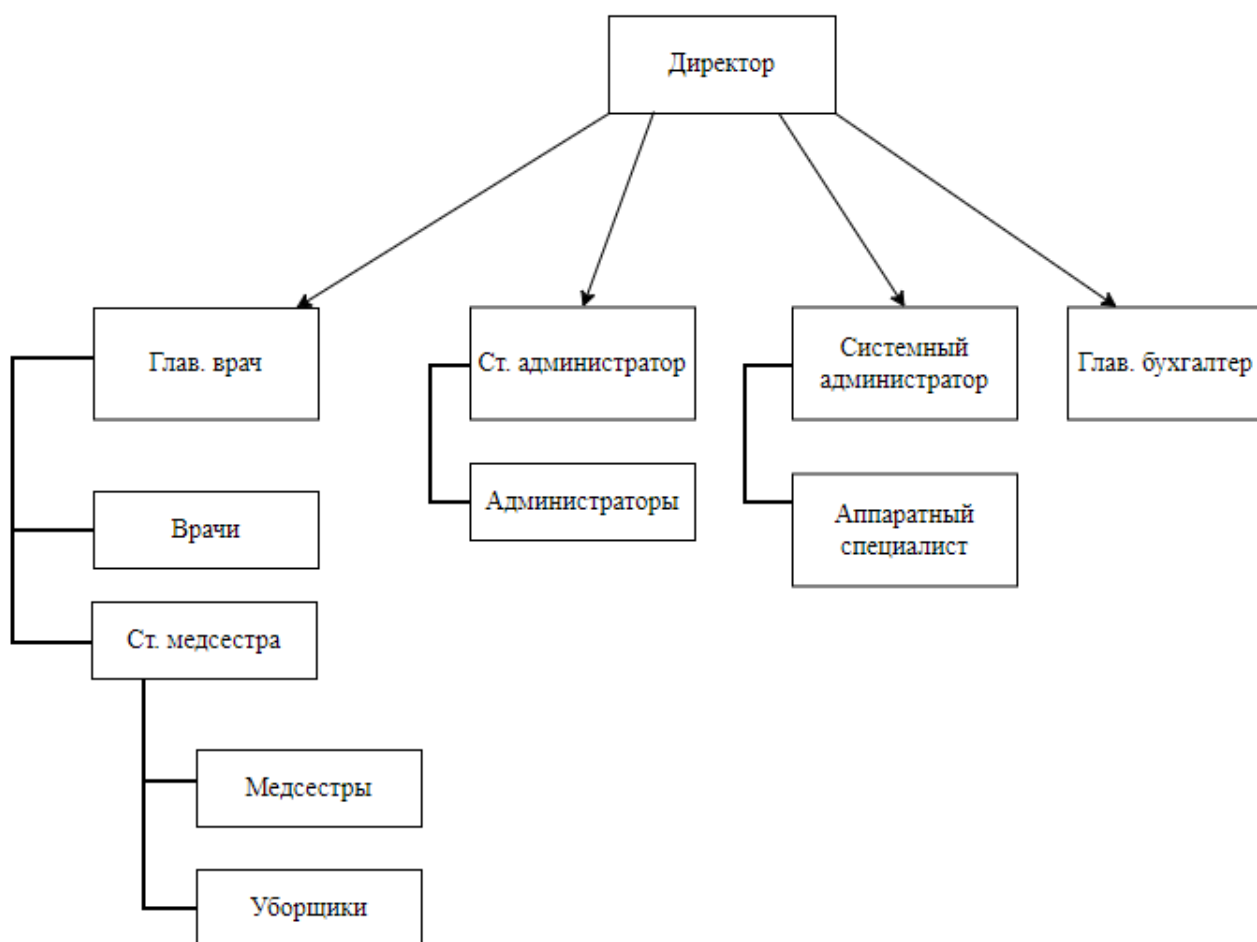 Директор
Глав. врач
Ст. администратор
Системный
администратор
Глав. бухгалтер
Врачи
Администраторы
Аппаратный
специалист
Ст. медсестра
Медсестры
Уборщики